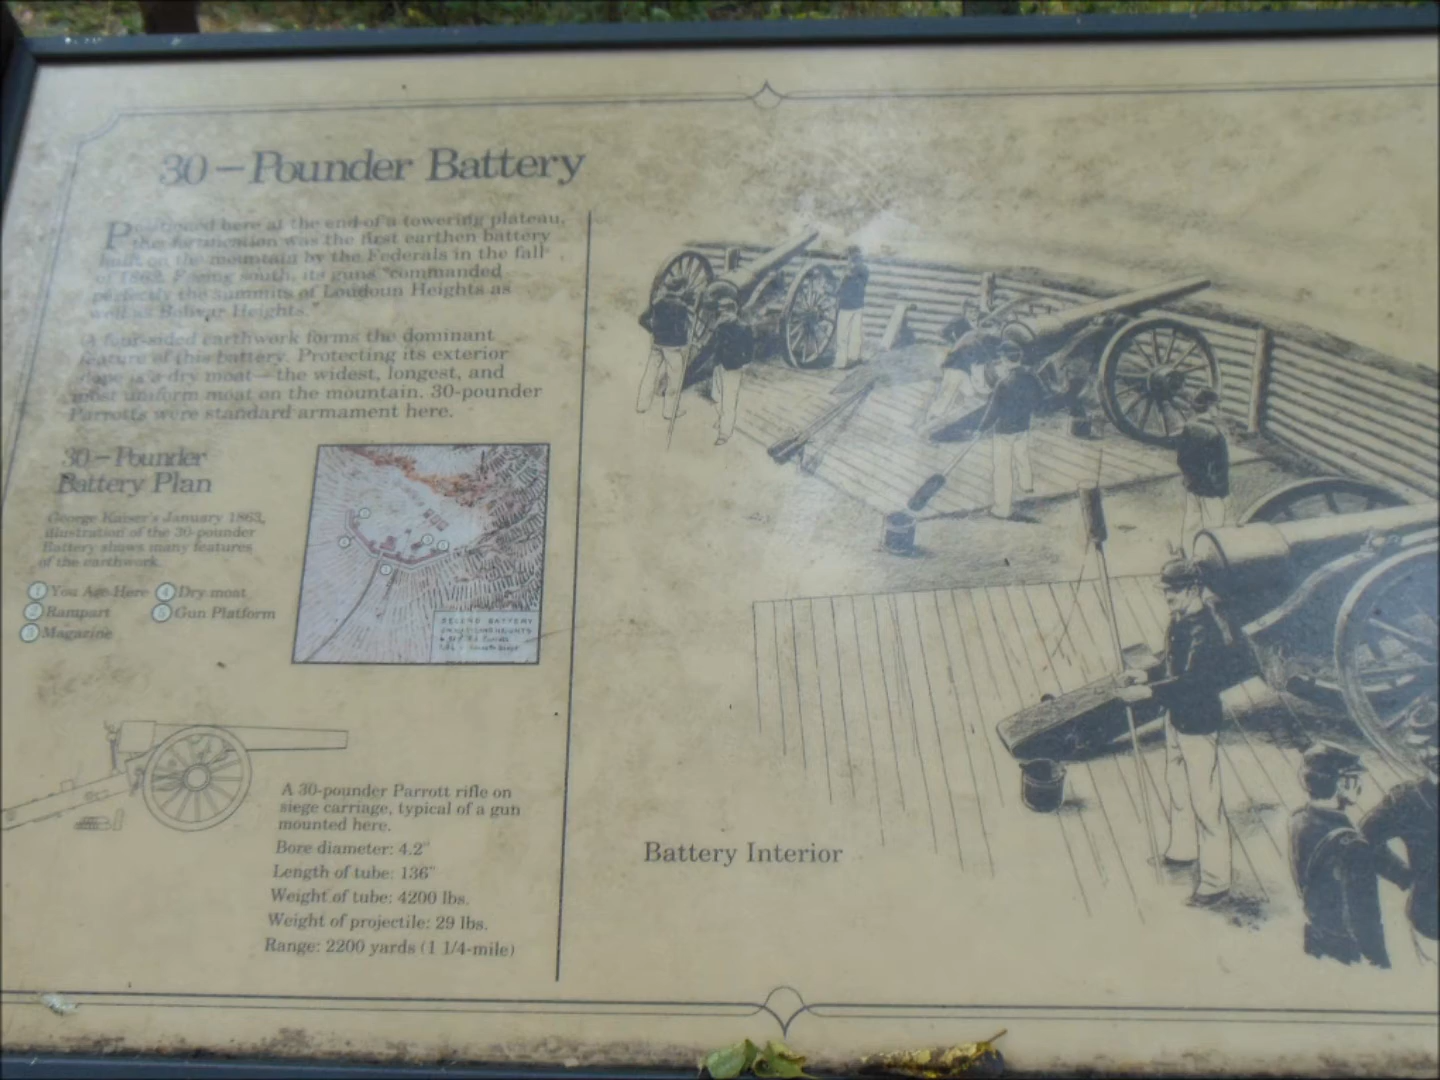 30-Pounder Battery
Positioned here at the end of a towering plateau,
this fortification was the first earthen battery
built on the mountain by the Federals in the fall
of 1862. Facing south, its guns "commanded
perfectly the summits of Loudoun Heights as
well as Bolivar Heights."
A four-sided earthwork forms the dominant
feature of this battery. Protecting its exterior
slope is a dry moat—the widest, longest, and
most uniform moat on the mountain. 30-pounder
Parrotts were standard armament here.
30-Pounder
Battery Plan
George Kaiser's January 1863,
illustration of the 30-pounder
Battery shows many features
of the earthwork.
1 You Are Here 4 Dry moat
2 Rampart 5 Gun Platform
3 Magazine
SECOND BATTERY
A 30-pounder Parrott rifle on
siege carriage, typical of a gun
mounted here.
Bore diameter: 4.2"
Length of tube: 136"
Weight of tube: 4200 lbs.
Weight of projectile: 29 lbs.
Range: 2200 yards (1 1/4-mile)
Battery Interior